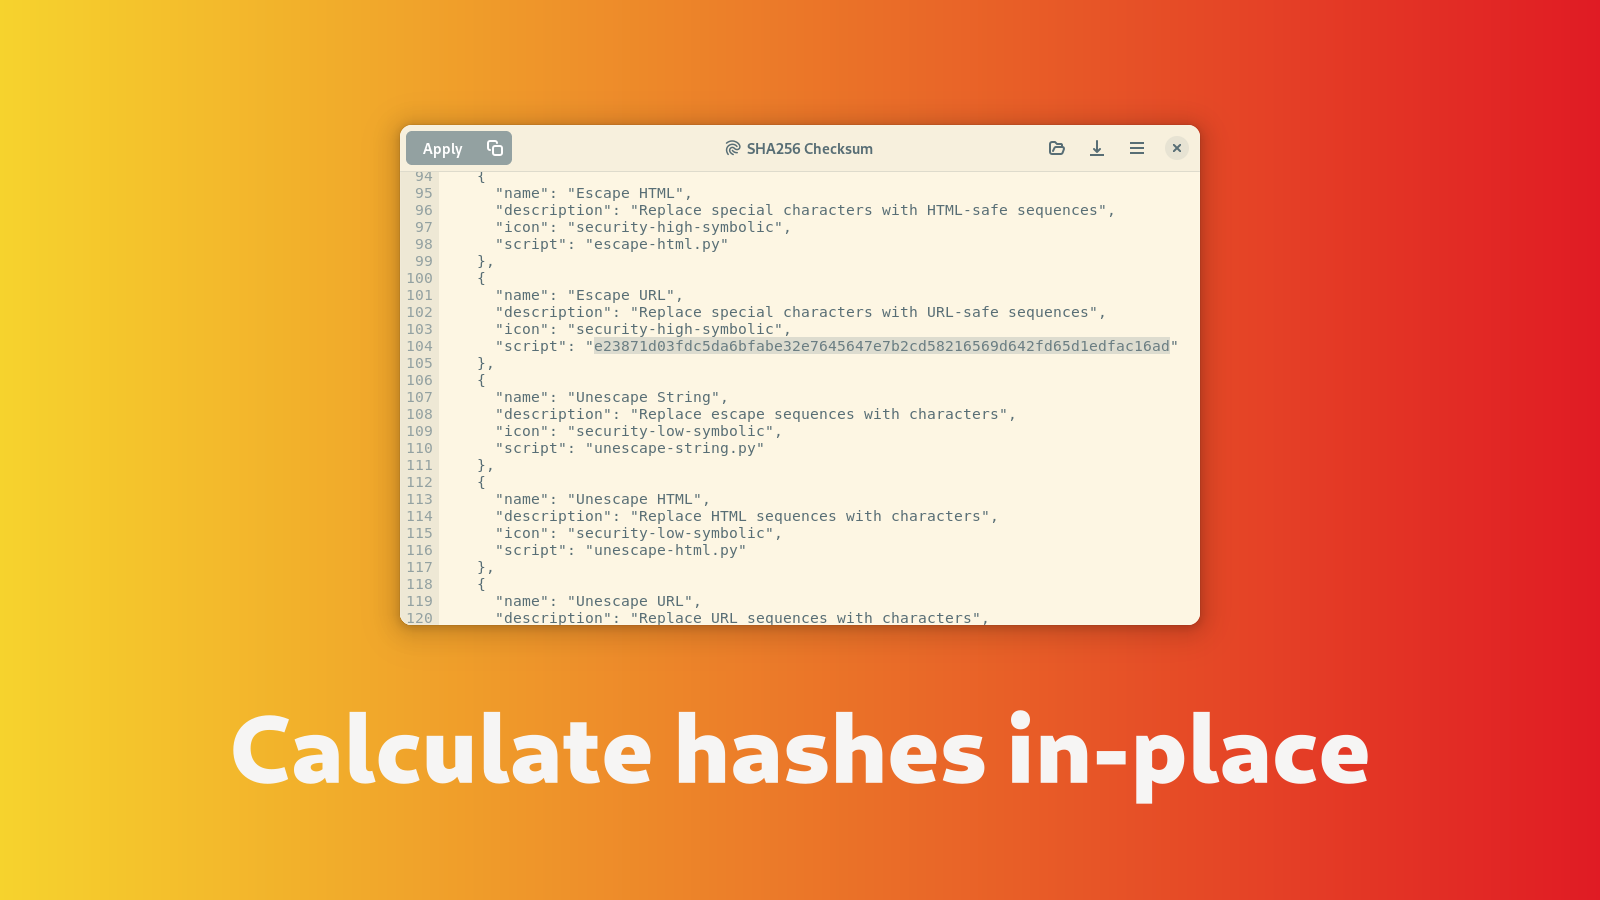 Apply
SHA256 Checksum
94 {
95 "name": "Escape HTML",
96 "description": "Replace special characters with HTML-safe sequences",
97 "icon": "security-high-symbolic",
98 "script": "escape-html.py"
99 },
100 {
101 "name": "Escape URL",
102 "description": "Replace special characters with URL-safe sequences",
103 "icon": "security-high-symbolic",
104 "script": "e23871d03fdc5da6bfabe32e7645647e7b2cd58216569d642fd65d1edfac16ad"
105 },
106 {
107 "name": "Unescape String",
108 "description": "Replace escape sequences with characters",
109 "icon": "security-low-symbolic",
110 "script": "unescape-string.py"
111 },
112 {
113 "name": "Unescape HTML",
114 "description": "Replace HTML sequences with characters",
115 "icon": "security-low-symbolic",
116 "script": "unescape-html.py"
117 },
118 {
119 "name": "Unescape URL",
120 "description": "Replace URL sequences with characters",
Calculate hashes in-place